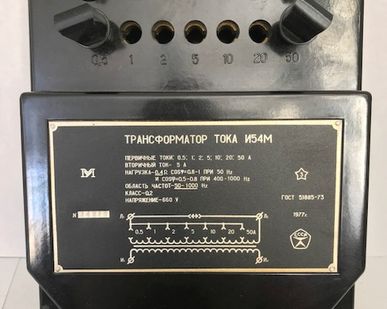 0,5 1 2 5 10 20 50
ТРАНСФОРМАТОР ТОКА И54М
ПЕРВИЧНЫЕ ТОКИ: 0,5; 1; 2; 5; 10; 20; 50 А
ВТОРИЧНЫЙ ТОК- 5 А
НАГРУЗКА-0,4Ω COSφ=0,8-1 ПРИ 50 Hz
И COSφ=0,5-0,8 ПРИ 400-1000 Hz
ОБЛАСТЬ ЧАСТОТ-50-1000 Hz
КЛАСС-0,2
НАПРЯЖЕНИЕ-660 V
ГОСТ 51885-73
N
1977г.
Л₁ Л₂
0,5 1 2 5 10 20 50А
И₁ И₂
СССР